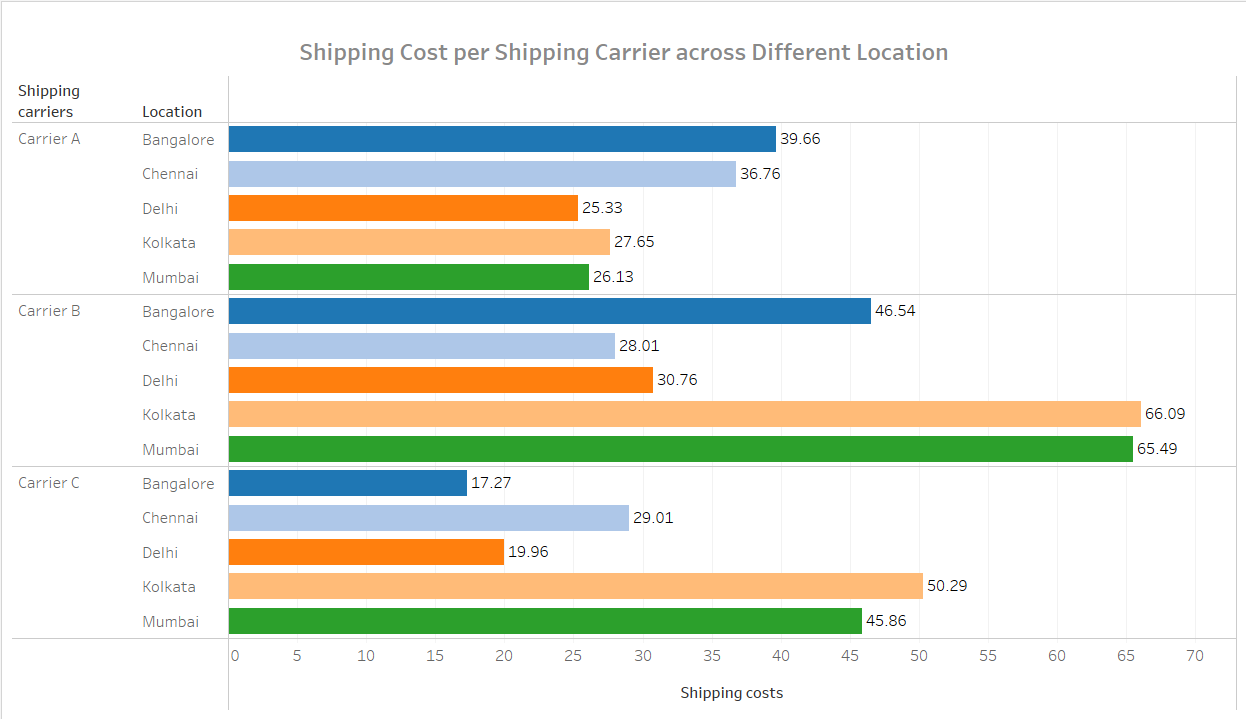 Shipping Cost per Shipping Carrier across Different Location
Shipping
carriers Location
Carrier A Bangalore 39.66
Chennai 36.76
Delhi 25.33
Kolkata 27.65
Mumbai 26.13
Carrier B Bangalore 46.54
Chennai 28.01
Delhi 30.76
Kolkata 66.09
Mumbai 65.49
Carrier C Bangalore 17.27
Chennai 29.01
Delhi 19.96
Kolkata 50.29
Mumbai 45.86
0 5 10 15 20 25 30 35 40 45 50 55 60 65 70
Shipping costs